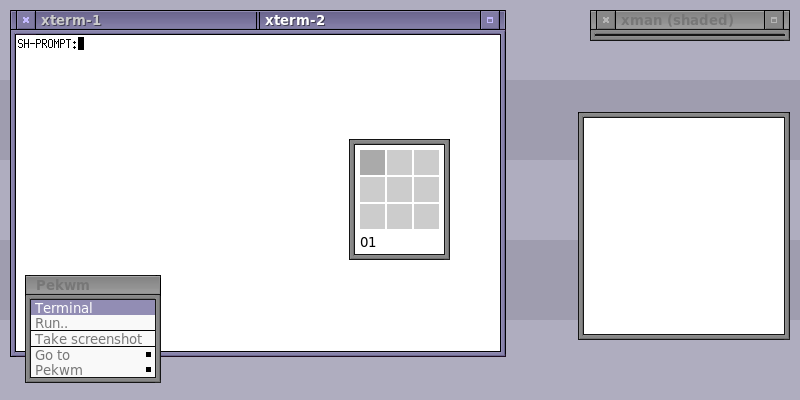 xterm-1
xterm-2
xman (shaded)
SH-PROMPT:
01
Pekwm
Terminal
Run..
Take screenshot
Go to
Pekwm